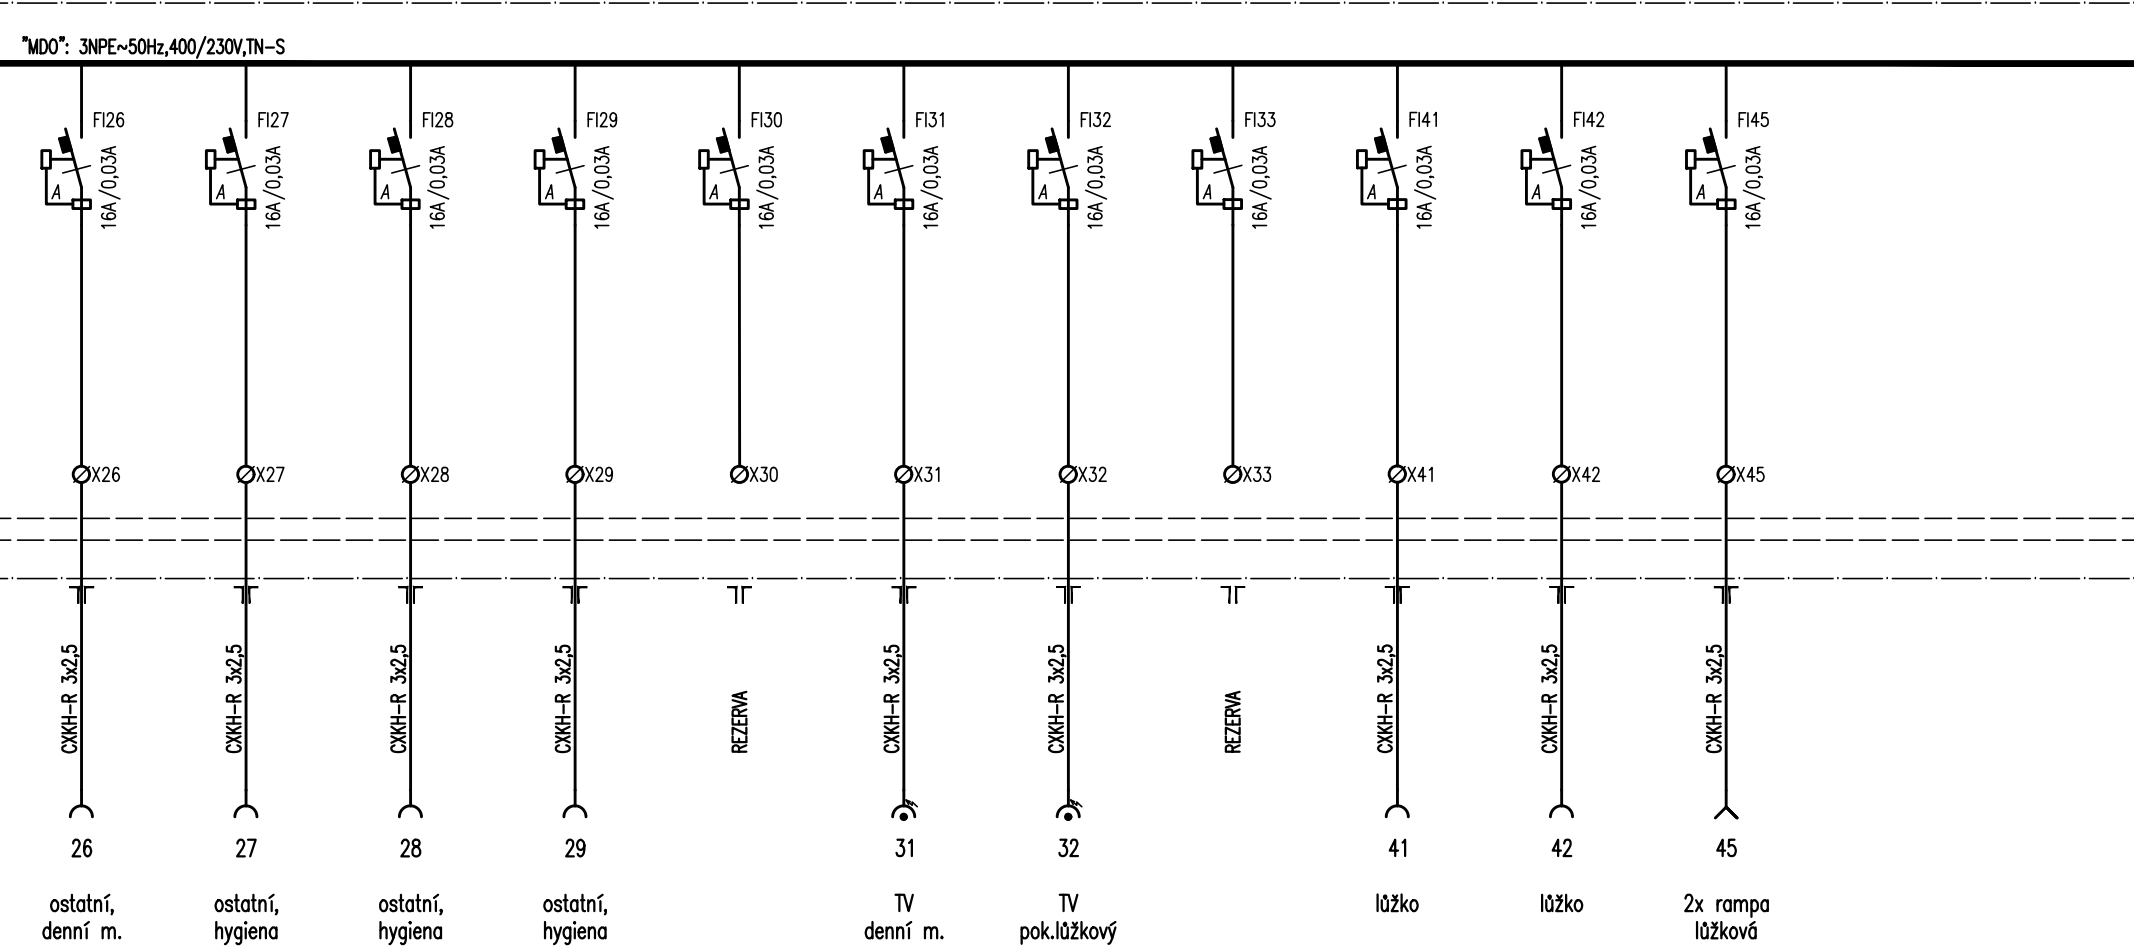 "MDO": 3NPE~50Hz,400/230V,TN-S
FI26 FI27 FI28 FI29 FI30 FI31 FI32 FI33 FI41 FI42 FI45
16A/0,03A 16A/0,03A 16A/0,03A 16A/0,03A 16A/0,03A 16A/0,03A 16A/0,03A 16A/0,03A 16A/0,03A 16A/0,03A 16A/0,03A
A A A A A A A A A A A
X26 X27 X28 X29 X30 X31 X32 X33 X41 X42 X45
CXKH-R 3x2,5 CXKH-R 3x2,5 CXKH-R 3x2,5 CXKH-R 3x2,5 REZERVA CXKH-R 3x2,5 CXKH-R 3x2,5 REZERVA CXKH-R 3x2,5 CXKH-R 3x2,5 CXKH-R 3x2,5
26 27 28 29 31 32 41 42 45
ostatní, ostatní, ostatní, ostatní, TV TV lůžko lůžko 2x rampa
denní m. hygiena hygiena hygiena denní m. pok.lůžkový lůžková